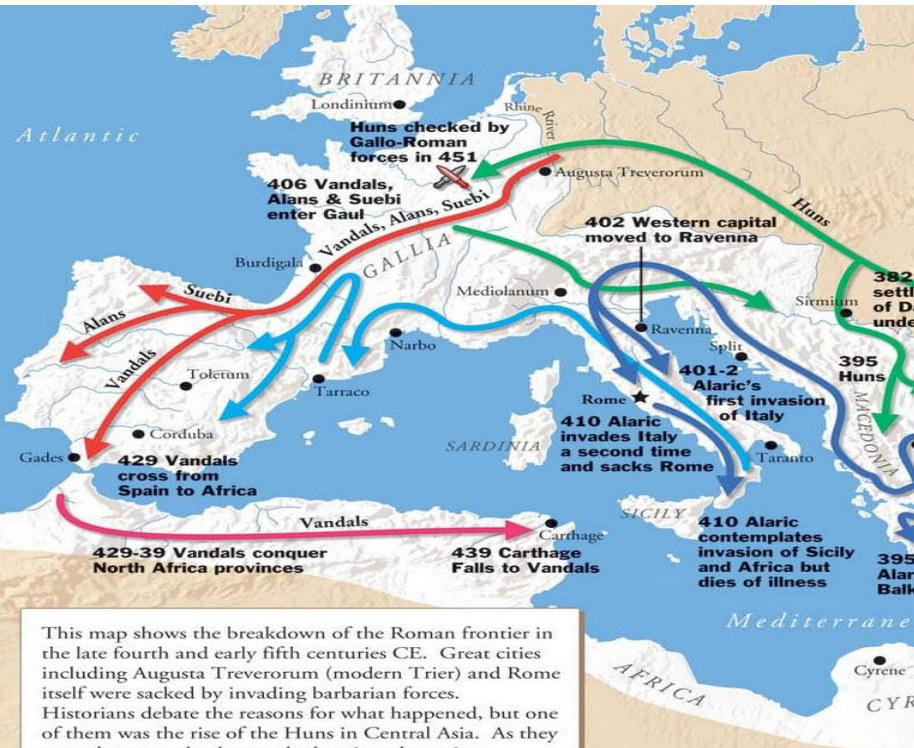 BRITANNIA
Londinium
Rhine
River
Atlantic
Huns checked by
Gallo-Roman
forces in 451
Augusta Treverorum
406 Vandals,
Alans & Suebi
enter Gaul
Vandals, Alans, Suebi
Huns
402 Western capital
moved to Ravenna
Burdigala
GALLIA
Mediolanum
Sirmium
382
settl
of D
unde
Suebi
Alans
Vandals
Narbo
Ravenna
Split
Toletum
Tarraco
395
Huns
MACEDONIA
401-2
Alaric's
first invasion
of Italy
Rome
410 Alaric
invades Italy
a second time
and sacks Rome
Corduba
SARDINIA
Taranto
Gades
429 Vandals
cross from
Spain to Africa
SICILY
Vandals
Carthage
410 Alaric
contemplates
invasion of Sicily
and Africa but
dies of illness
429-39 Vandals conquer
North Africa provinces
439 Carthage
Falls to Vandals
395
Alar
Balk
Mediterrane
AFRICA
Cyrene
CYR
This map shows the breakdown of the Roman frontier in
the late fourth and early fifth centuries CE. Great cities
including Augusta Treverorum (modern Trier) and Rome
itself were sacked by invading barbarian forces.
Historians debate the reasons for what happened, but one
of them was the rise of the Huns in Central Asia. As they